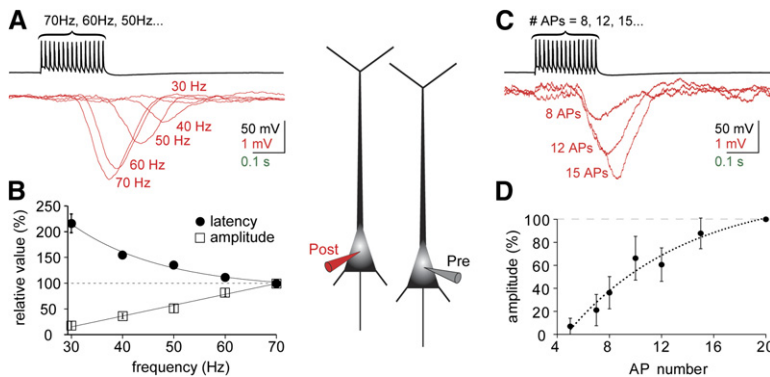 A
70Hz, 60Hz, 50Hz...
30 Hz
40 Hz
50 Hz
60 Hz
70 Hz
50 mV
1 mV
0.1 s
B
relative value (%)
250
200
150
100
50
0
latency
amplitude
30 40 50 60 70
frequency (Hz)
Post
Pre
C
# APs = 8, 12, 15...
8 APs
12 APs
15 APs
50 mV
1 mV
0.1 s
D
amplitude (%)
100
80
60
40
20
0
4 8 12 16 20
AP number